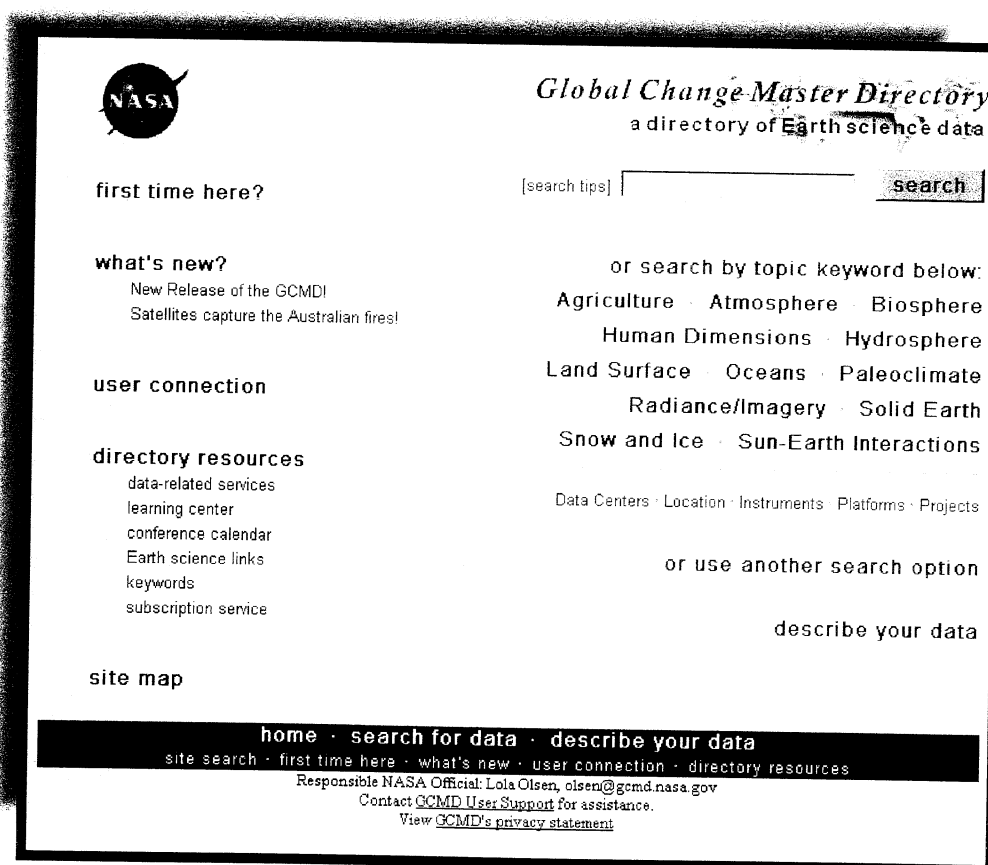 NASA
Global Change Master Directory
a directory of Earth science data
[search tips] search
first time here?
what's new?
New Release of the GCMD!
Satellites capture the Australian fires!
user connection
directory resources
data-related services
learning center
conference calendar
Earth science links
keywords
subscription service
site map
or search by topic keyword below:
Agriculture · Atmosphere · Biosphere
Human Dimensions · Hydrosphere
Land Surface · Oceans · Paleoclimate
Radiance/Imagery · Solid Earth
Snow and Ice · Sun-Earth Interactions
Data Centers · Location · Instruments · Platforms · Projects
or use another search option
describe your data
home · search for data · describe your data
site search · first time here · what's new · user connection · directory resources
Responsible NASA Official: Lola Olsen, olsen@gcmd.nasa.gov
Contact GCMD User Support for assistance.
View GCMD's privacy statement